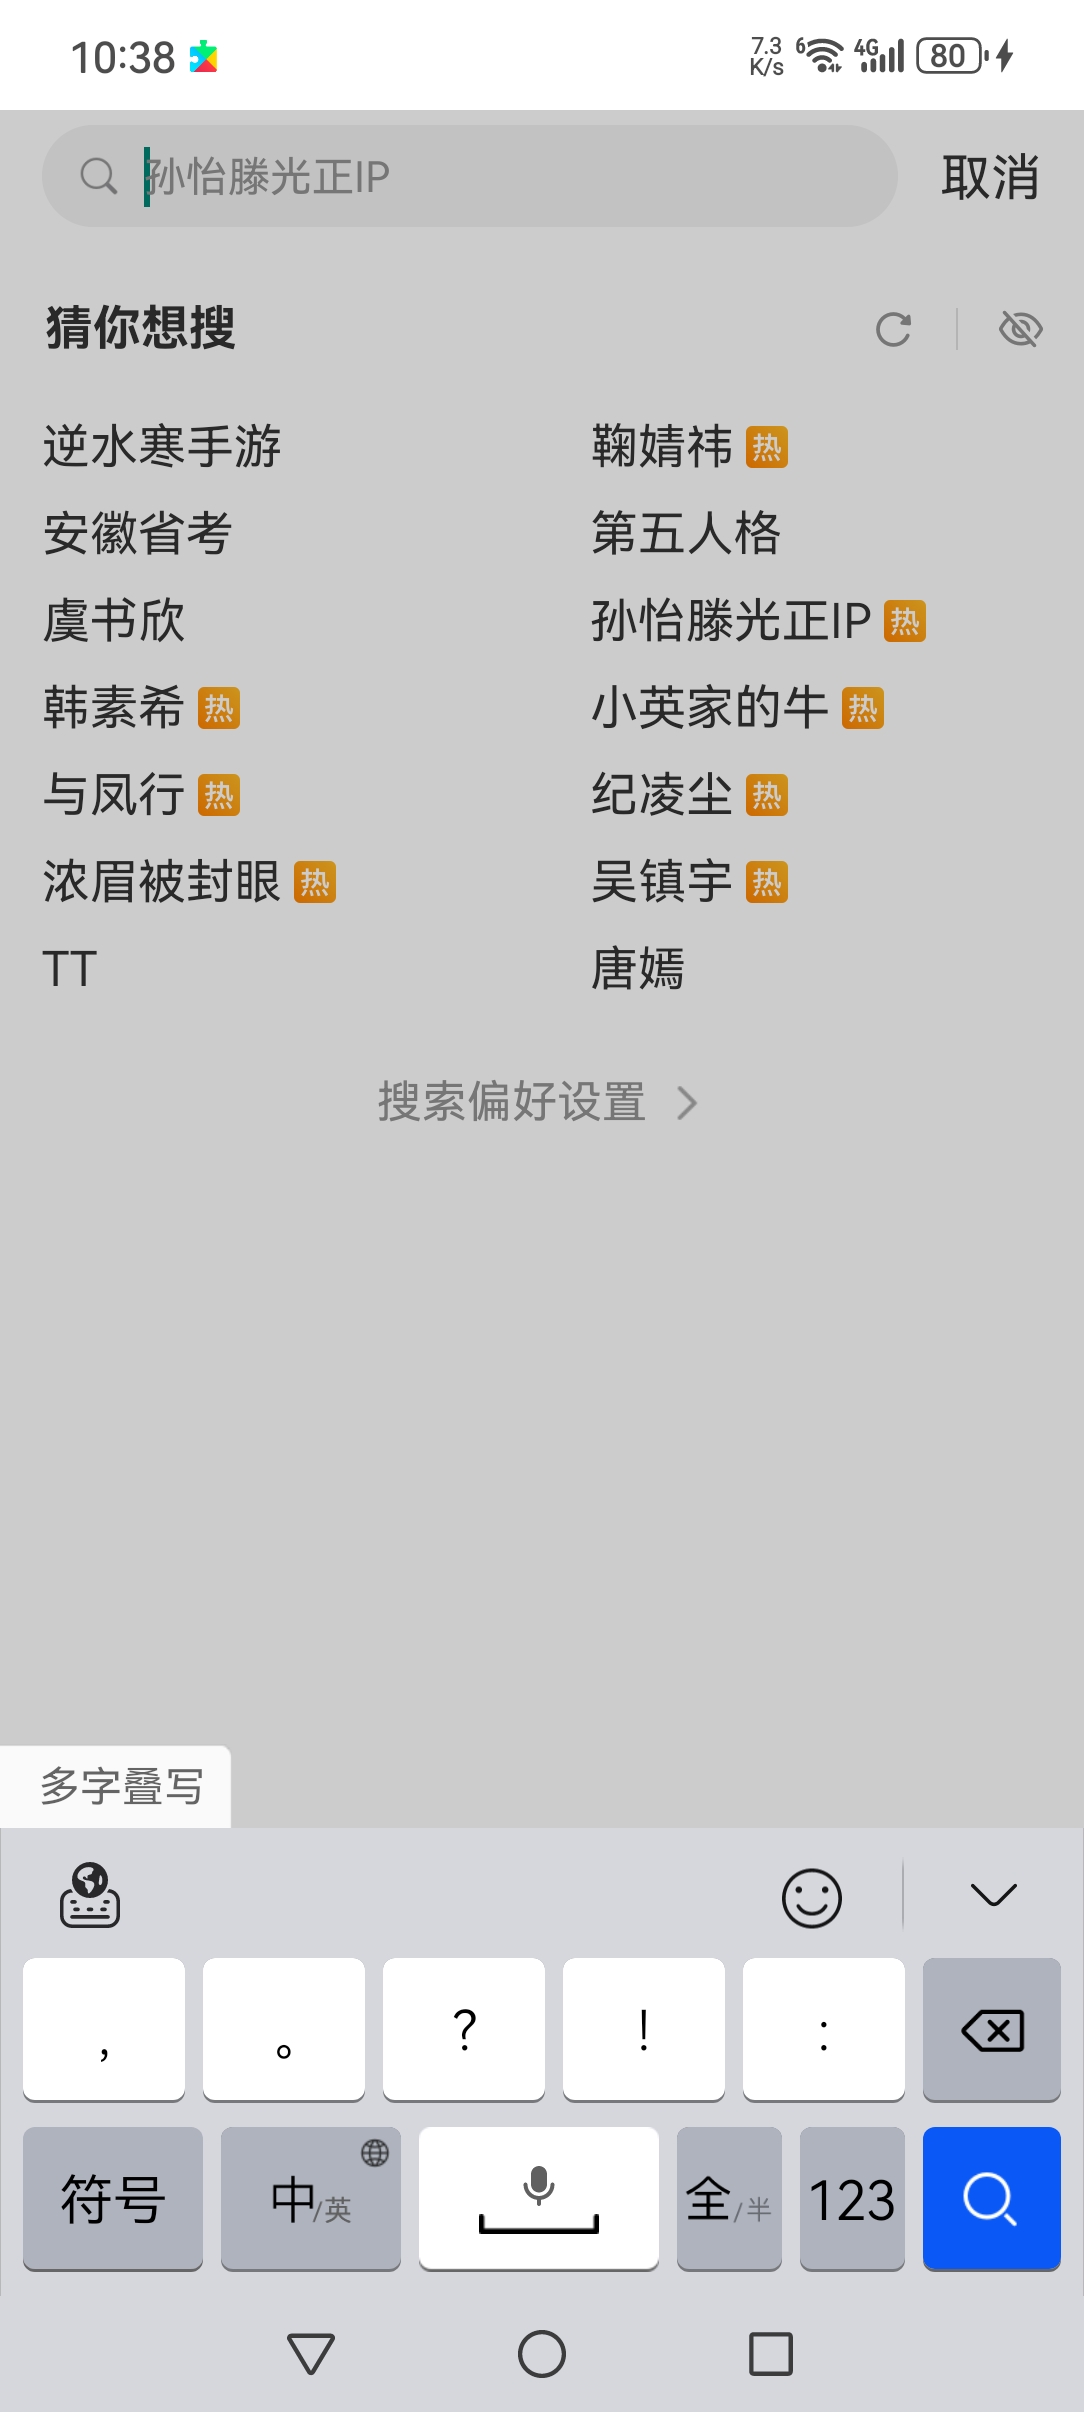 10:38 7.3 K/s 6 4G 80
孙怡滕光正IP 取消
猜你想搜
逆水寒手游 鞠婧祎 热
安徽省考 第五人格
虞书欣 孙怡滕光正IP 热
韩素希 热 小英家的牛 热
与凤行 热 纪凌尘 热
浓眉被封眼 热 吴镇宇 热
TT 唐嫣
搜索偏好设置
多字叠写
， 。 ？ ！ ：
符号 中/英 全/半 123